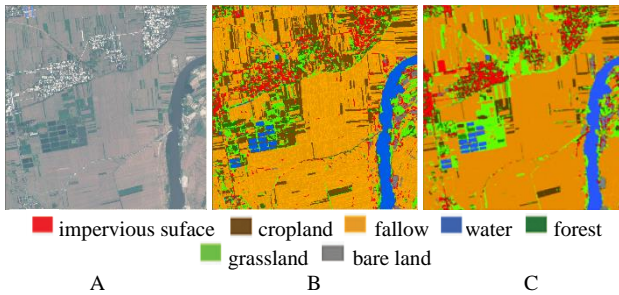 impervious suface cropland fallow water forest
grassland bare land
A B C